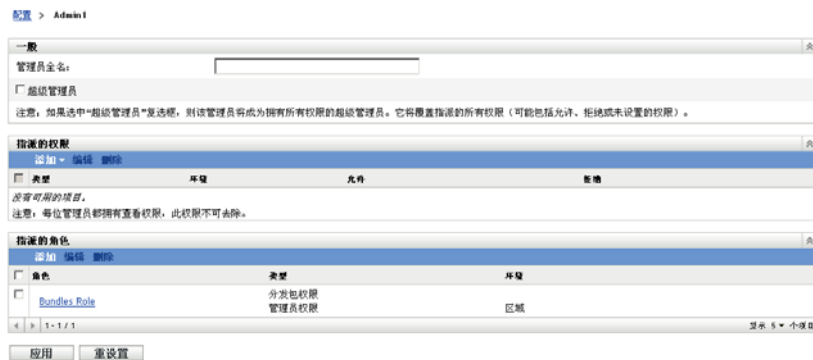 配置 > Admin1
一般
管理员全名:
超级管理员
注意：如果选中“超级管理员”复选框，则该管理员将成为拥有所有权限的超级管理员。它将覆盖指派的所有权限（可能包括允许、拒绝或未设置的权限）。
指派的权限
添加 编辑 删除
类型 环境 允许 拒绝
没有可用的项目。
注意：每位管理员都拥有查看权限，此权限不可去除。
指派的角色
添加 编辑 删除
角色 类型 环境
Bundles Role 分发包权限
管理员权限 区域
1 - 1 / 1 显示 5 个项目
应用 重设置